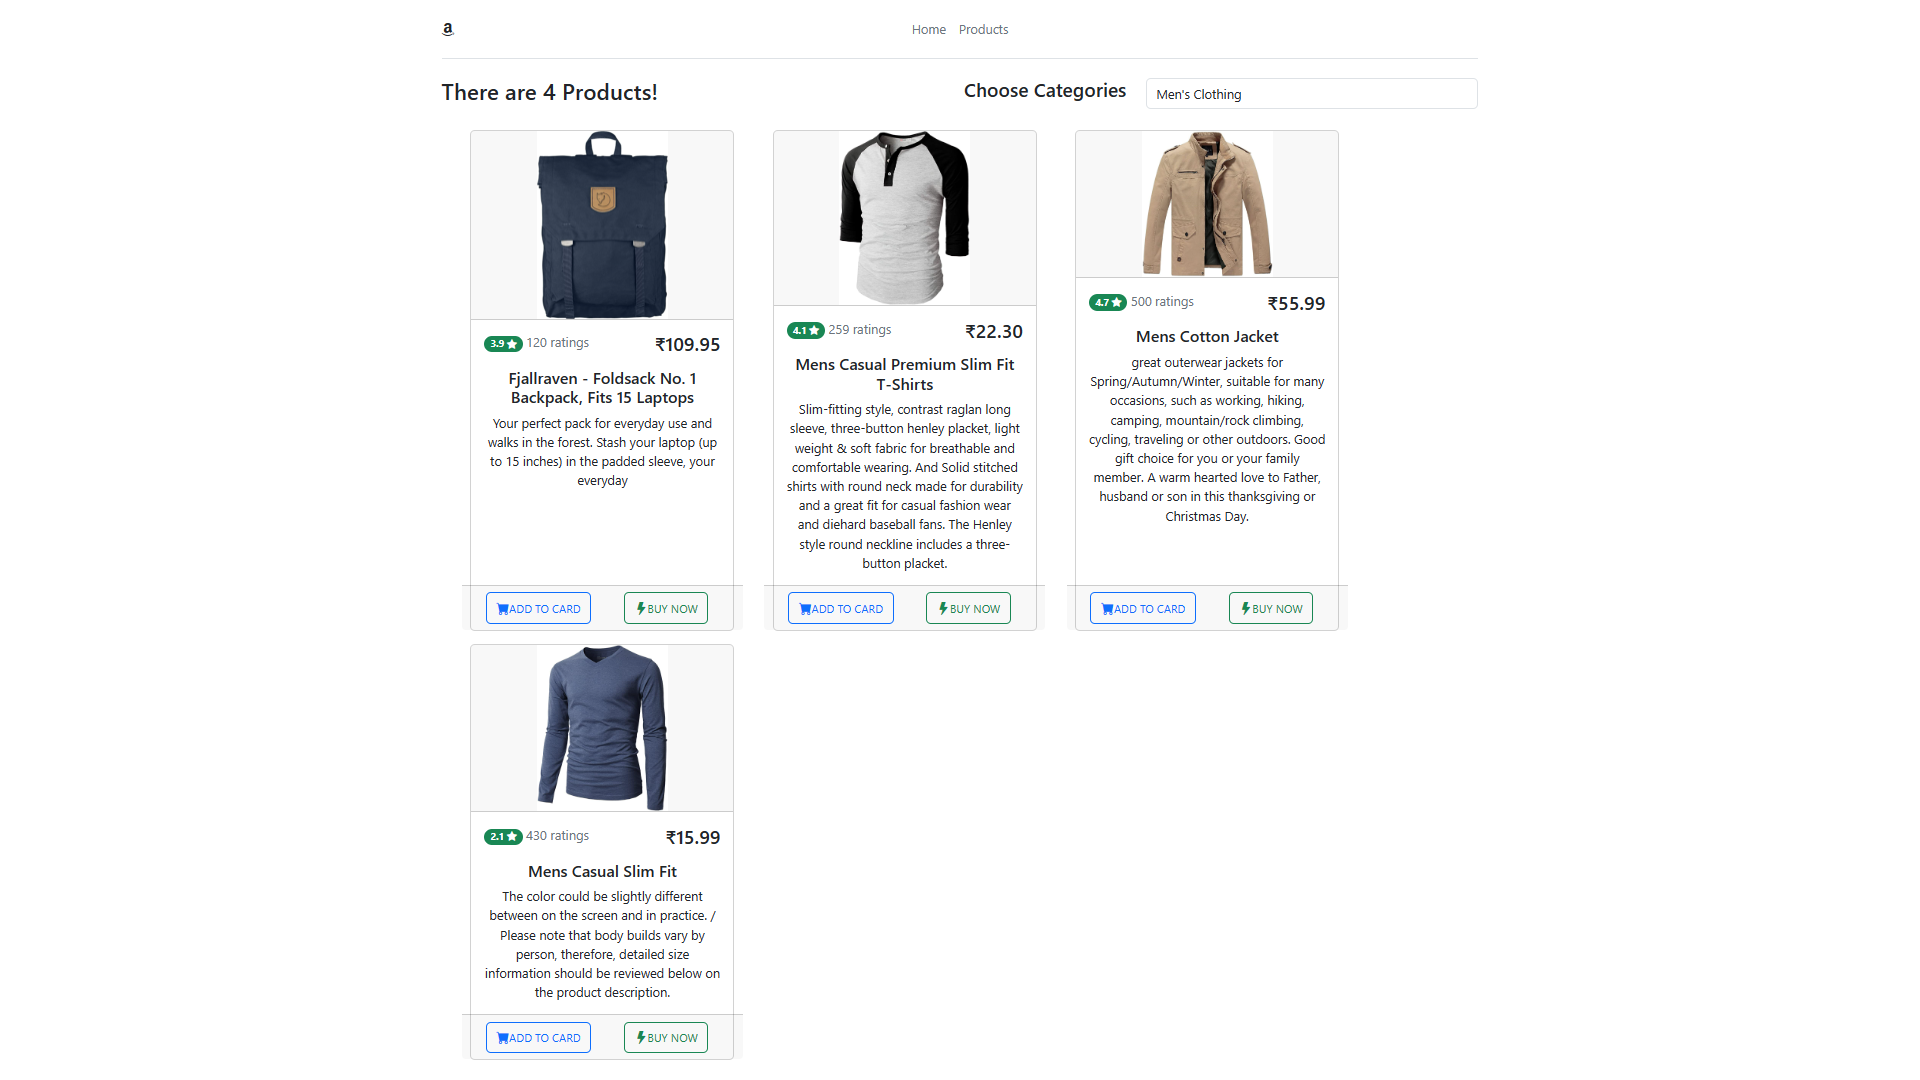 a
Home Products
There are 4 Products!
Choose Categories
Men's Clothing
3.9 120 ratings ₹109.95
Fjallraven - Foldsack No. 1
Backpack, Fits 15 Laptops
Your perfect pack for everyday use and
walks in the forest. Stash your laptop (up
to 15 inches) in the padded sleeve, your
everyday
ADD TO CARD BUY NOW
4.1 259 ratings ₹22.30
Mens Casual Premium Slim Fit
T-Shirts
Slim-fitting style, contrast raglan long
sleeve, three-button henley placket, light
weight & soft fabric for breathable and
comfortable wearing. And Solid stitched
shirts with round neck made for durability
and a great fit for casual fashion wear
and diehard baseball fans. The Henley
style round neckline includes a three-
button placket.
ADD TO CARD BUY NOW
4.7 500 ratings ₹55.99
Mens Cotton Jacket
great outerwear jackets for
Spring/Autumn/Winter, suitable for many
occasions, such as working, hiking,
camping, mountain/rock climbing,
cycling, traveling or other outdoors. Good
gift choice for you or your family
member. A warm hearted love to Father,
husband or son in this thanksgiving or
Christmas Day.
ADD TO CARD BUY NOW
2.1 430 ratings ₹15.99
Mens Casual Slim Fit
The color could be slightly different
between on the screen and in practice. /
Please note that body builds vary by
person, therefore, detailed size
information should be reviewed below on
the product description.
ADD TO CARD BUY NOW